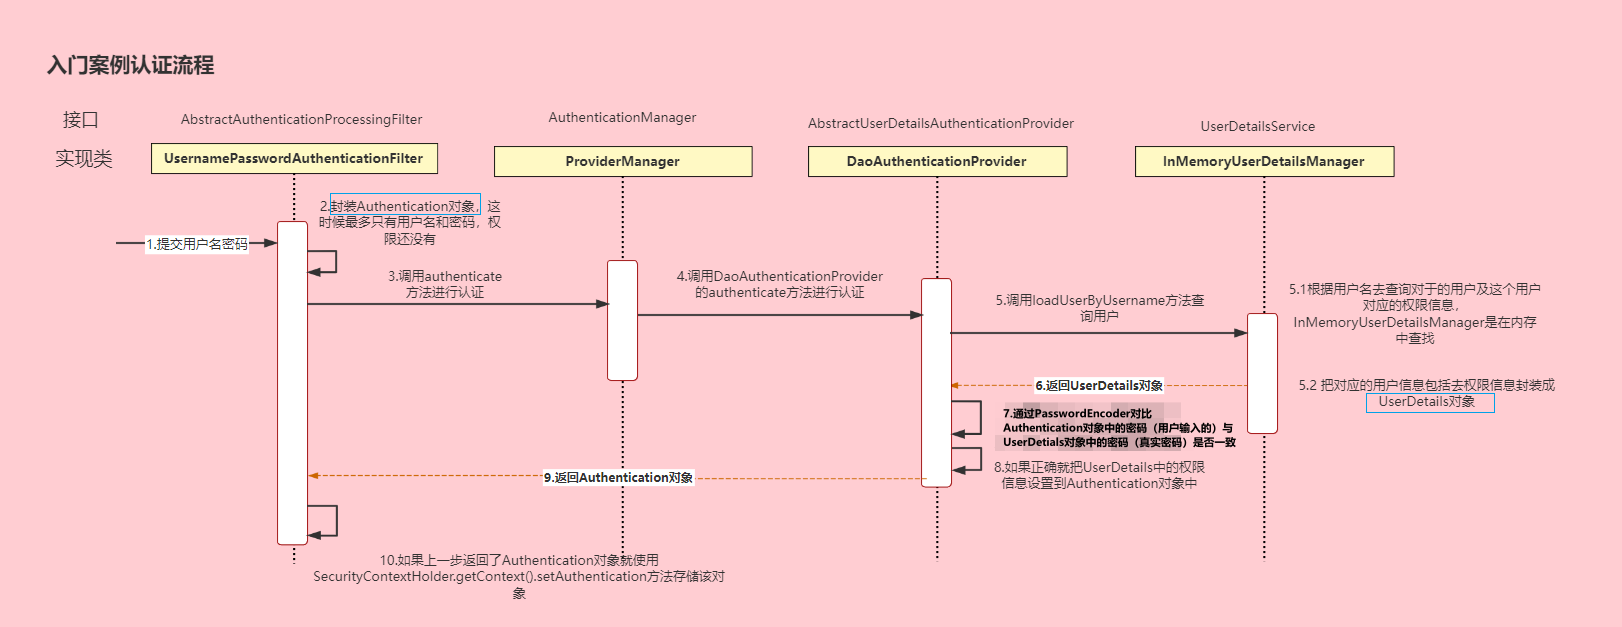 入门案例认证流程
接口
AbstractAuthenticationProcessingFilter
AuthenticationManager
AbstractUserDetailsAuthenticationProvider
UserDetailsService
实现类
UsernamePasswordAuthenticationFilter
ProviderManager
DaoAuthenticationProvider
InMemoryUserDetailsManager
1.提交用户名密码
2.封装Authentication对象，这
时候最多只有用户名和密码，权
限还没有
3.调用authenticate
方法进行认证
4.调用DaoAuthenticationProvider
的authenticate方法进行认证
5.调用loadUserByUsername方法查
询用户
5.1根据用户名去查询对于的用户及这个用户
对应的权限信息，
InMemoryUserDetailsManager是在内存
中查找
5.2 把对应的用户信息包括去权限信息封装成
UserDetails对象
6.返回UserDetails对象
7.通过PasswordEncoder对比
Authentication对象中的密码（用户输入的）与
UserDetials对象中的密码（真实密码）是否一致
8.如果正确就把UserDetails中的权限
信息设置到Authentication对象中
9.返回Authentication对象
10.如果上一步返回了Authentication对象就使用
SecurityContextHolder.getContext().setAuthentication方法存储该对
象